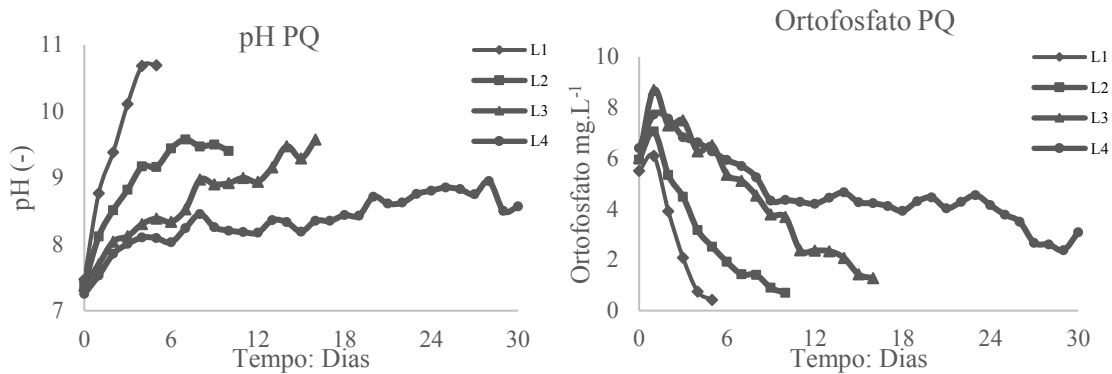 pH PQ
11
10
9
8
7
pH (-)
0
6
12
18
24
30
Tempo: Dias
L1
L2
L3
L4
Ortofosfato PQ
10
8
6
4
2
0
Ortofosfato mg.L-1
0
6
12
18
24
30
Tempo: Dias
L1
L2
L3
L4